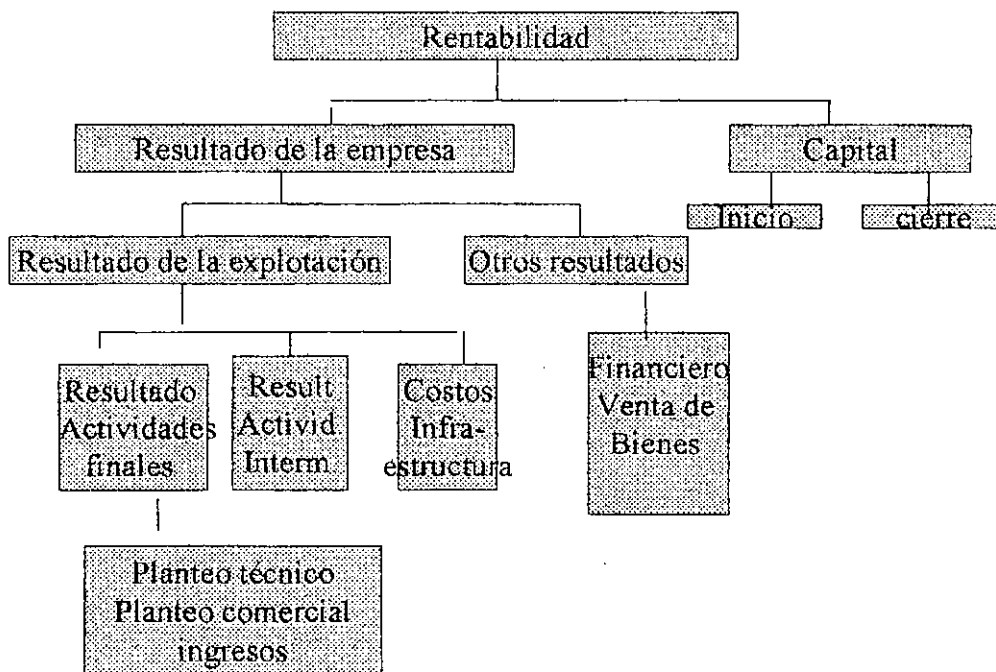 Rentabilidad
Resultado de la empresa
Capital
Inicio
cierre
Resultado de la explotación
Otros resultados
Resultado
Actividades
finales
Result
Activid.
Interm
Costos
Infra-
estructura
Financiero
Venta de
Bienes
Planteo técnico
Planteo comercial
ingresos